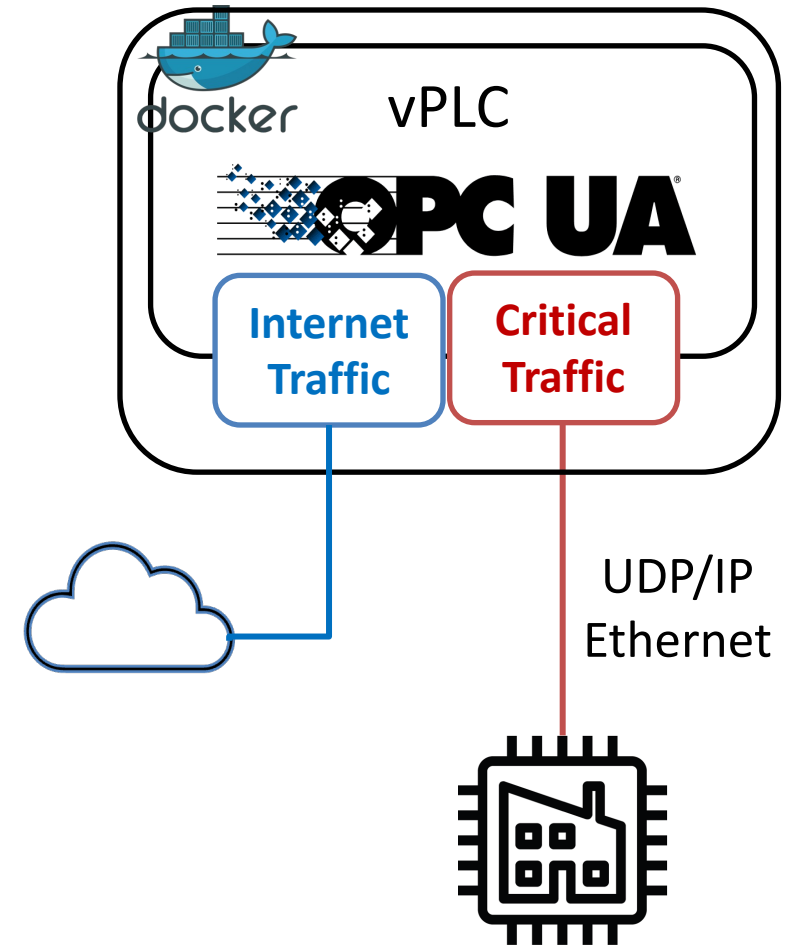 docker
vPLC
OPC UA®
Internet
Traffic
Critical
Traffic
UDP/IP
Ethernet